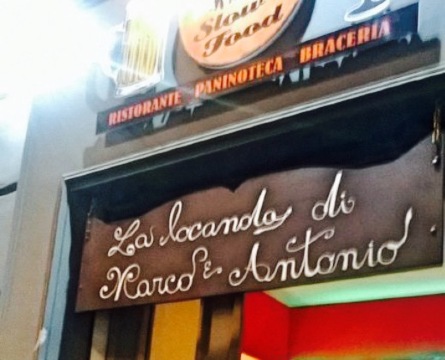 Slow
Food
RISTORANTE PANINOTECA BRACERIA
La locanda di
Marco e Antonio